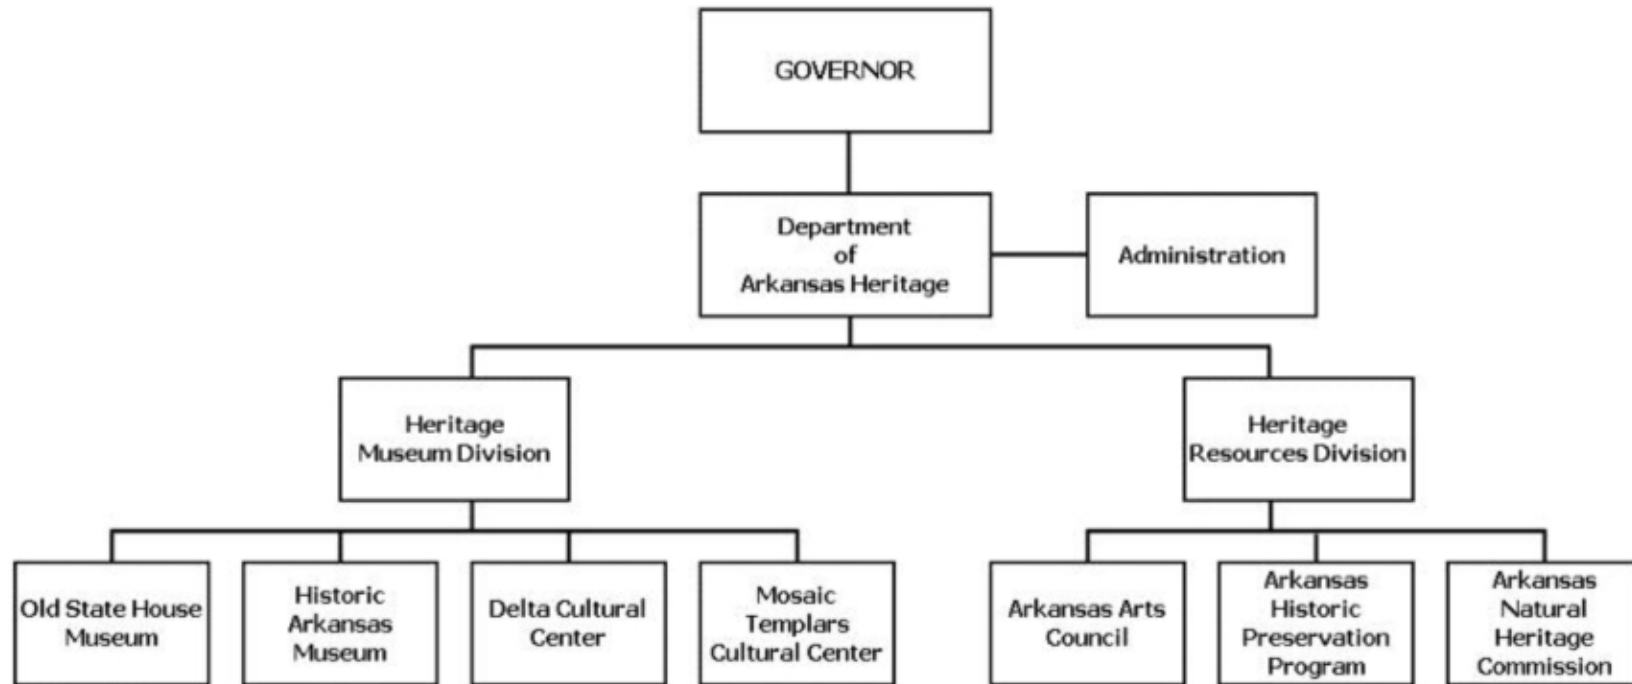 GOVERNOR
Department
of
Arkansas Heritage
Administration
Heritage
Museum Division
Heritage
Resources Division
Old State House
Museum
Historic
Arkansas
Museum
Delta Cultural
Center
Mosaic
Templars
Cultural Center
Arkansas Arts
Council
Arkansas
Historic
Preservation
Program
Arkansas
Natural
Heritage
Commission